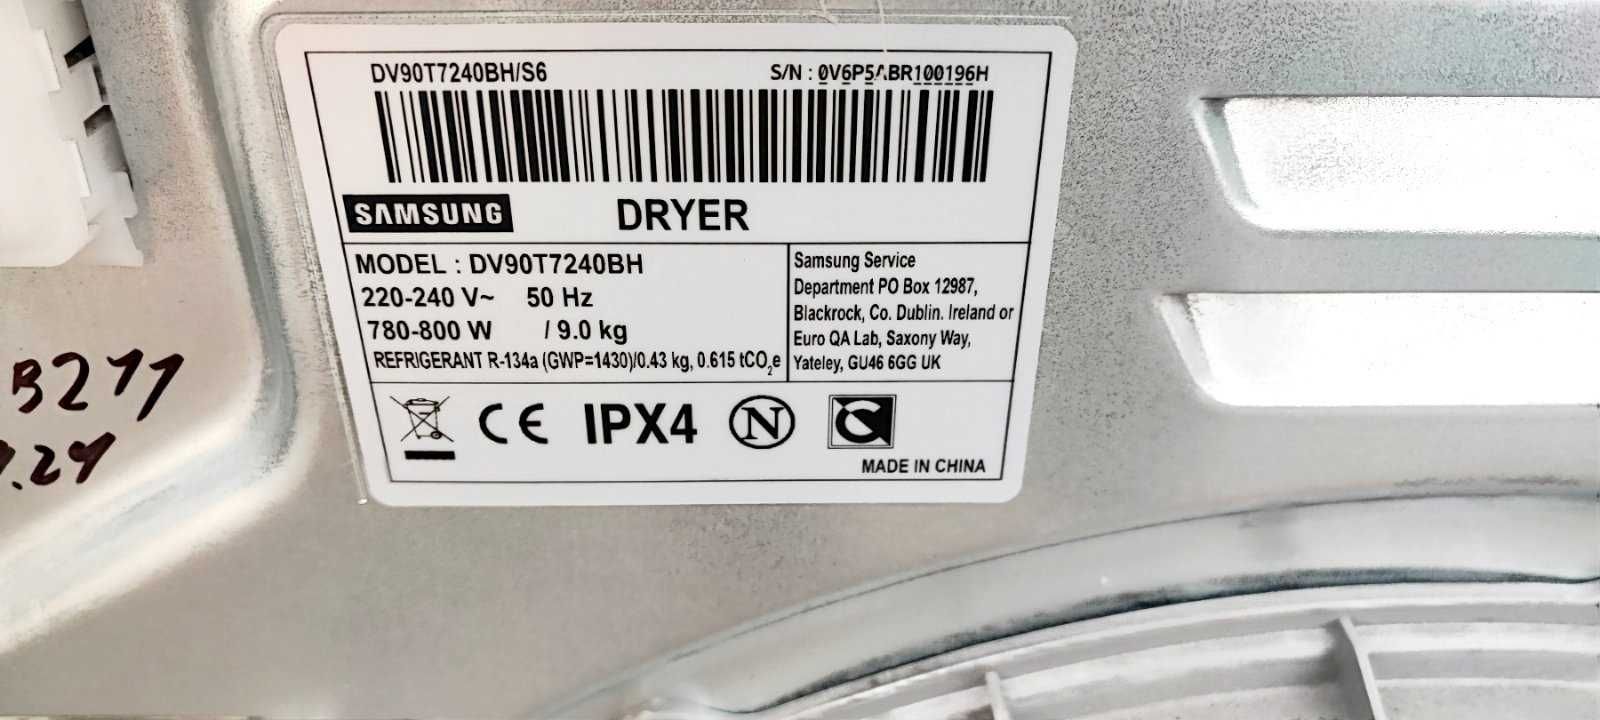 DV90T7240BH/S6
S/N : 0V6P5ABR100196H
SAMSUNG
DRYER
MODEL : DV90T7240BH
220-240 V~ 50 Hz
780-800 W / 9.0 kg
REFRIGERANT R-134a (GWP=1430)/0.43 kg, 0.615 tCO₂e
Samsung Service
Department PO Box 12987,
Blackrock, Co. Dublin. Ireland or
Euro QA Lab, Saxony Way,
Yateley, GU46 6GG UK
CE IPX4 N
MADE IN CHINA
B211
.24